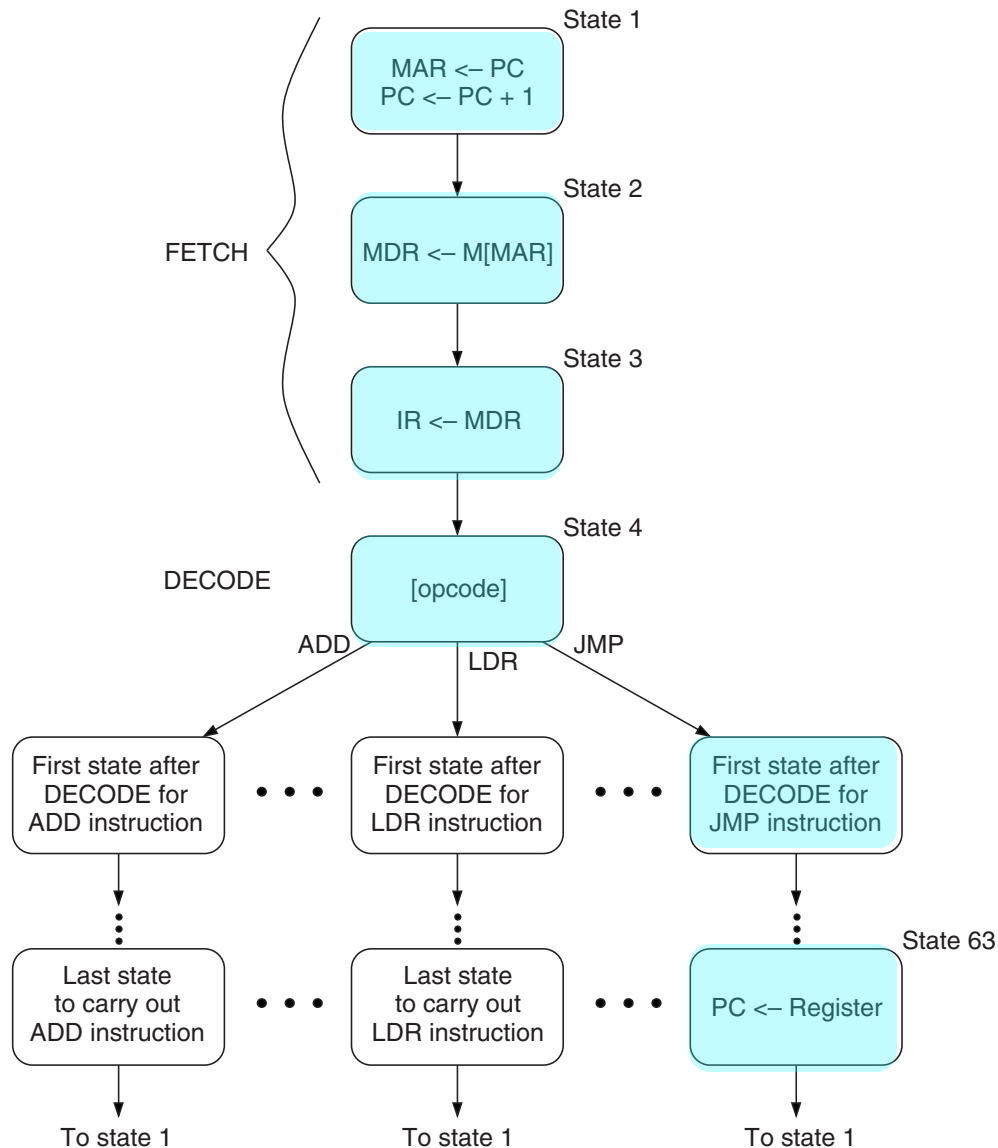 State 1
MAR <– PC
PC <– PC + 1
State 2
FETCH
MDR <– M[MAR]
State 3
IR <– MDR
State 4
DECODE
[opcode]
ADD
LDR
JMP
First state after
DECODE for
ADD instruction
First state after
DECODE for
LDR instruction
First state after
DECODE for
JMP instruction
State 63
Last state
to carry out
ADD instruction
Last state
to carry out
LDR instruction
PC <– Register
To state 1
To state 1
To state 1